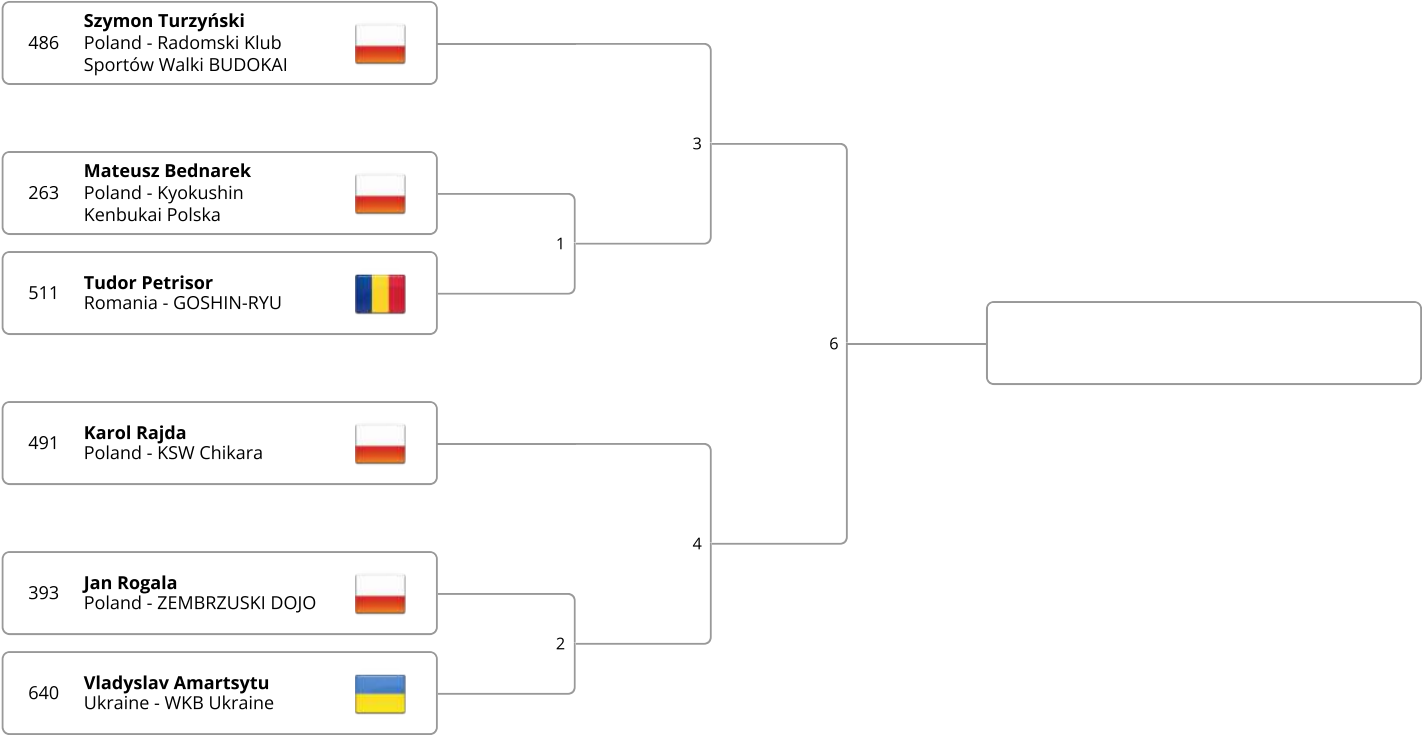 486
Szymon Turzyński
Poland - Radomski Klub
Sportów Walki BUDOKAI
3
263
Mateusz Bednarek
Poland - Kyokushin
Kenbukai Polska
1
511
Tudor Petrisor
Romania - GOSHIN-RYU
6
491
Karol Rajda
Poland - KSW Chikara
4
393
Jan Rogala
Poland - ZEMBRZUSKI DOJO
2
640
Vladyslav Amartsytu
Ukraine - WKB Ukraine